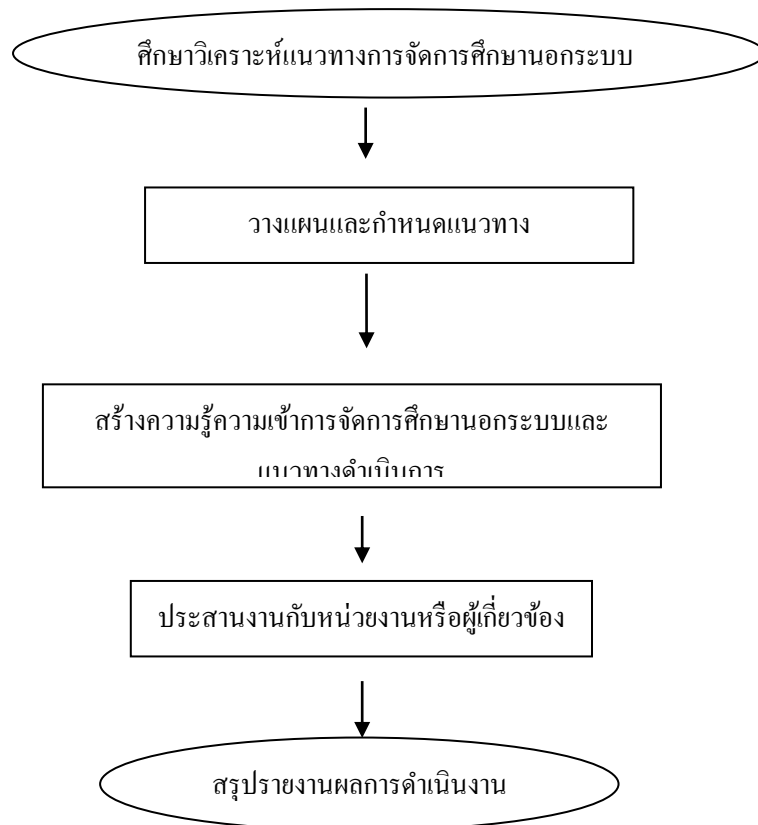 ศึกษาวิเคราะห์แนวทางการจัดการศึกษานอกระบบ
วางแผนและกำหนดแนวทาง
สร้างความรู้ความเข้าการจัดการศึกษานอกระบบและ
แนวทางดำเนินการ
ประสานงานกับหน่วยงานหรือผู้เกี่ยวข้อง
สรุปรายงานผลการดำเนินงาน